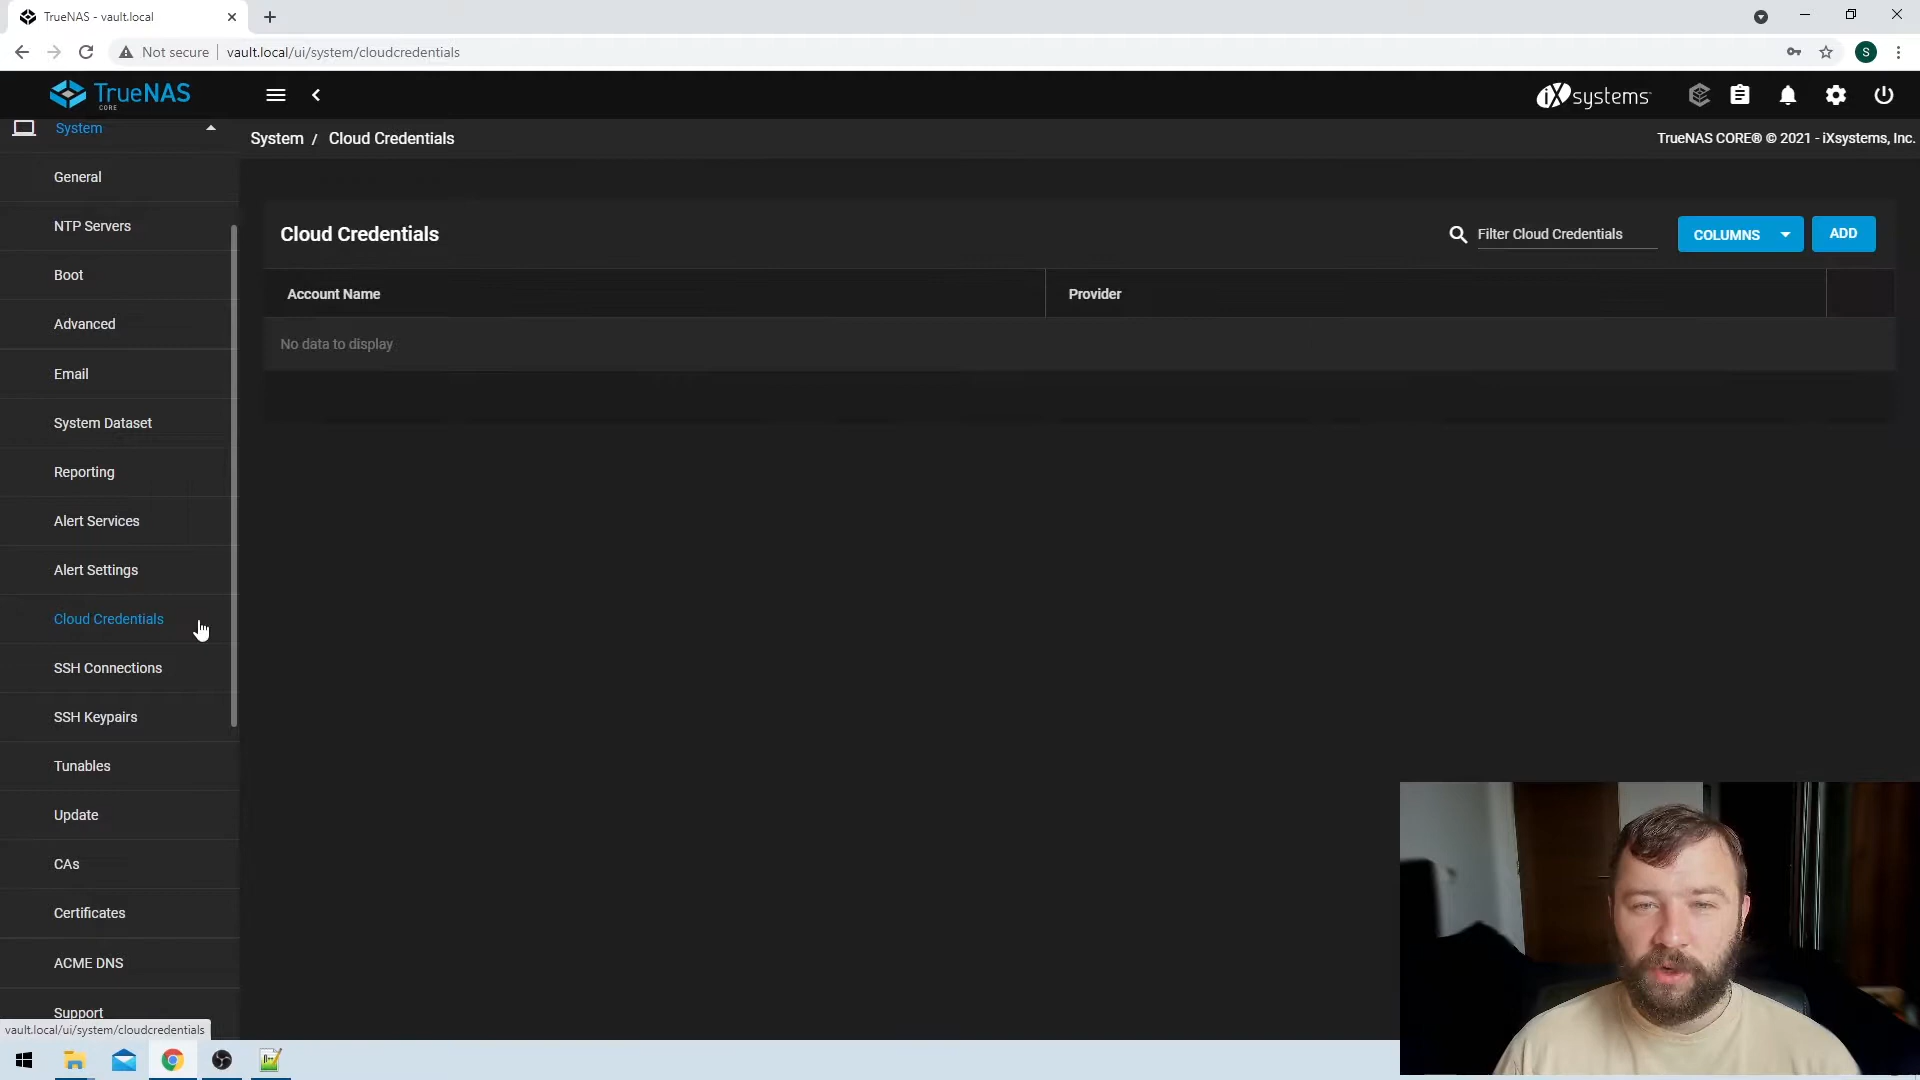 TrueNAS - vault.local
Not secure
vault.local/ui/system/cloudcredentials
S
TrueNAS
CORE
iXsystems
System
System / Cloud Credentials
TrueNAS CORE® © 2021 - iXsystems, Inc.
General
NTP Servers
Boot
Advanced
Email
System Dataset
Reporting
Alert Services
Alert Settings
Cloud Credentials
SSH Connections
SSH Keypairs
Tunables
Update
CAs
Certificates
ACME DNS
Support
Cloud Credentials
Filter Cloud Credentials
COLUMNS
ADD
Account Name
Provider
No data to display
vault.local/ui/system/cloudcredentials